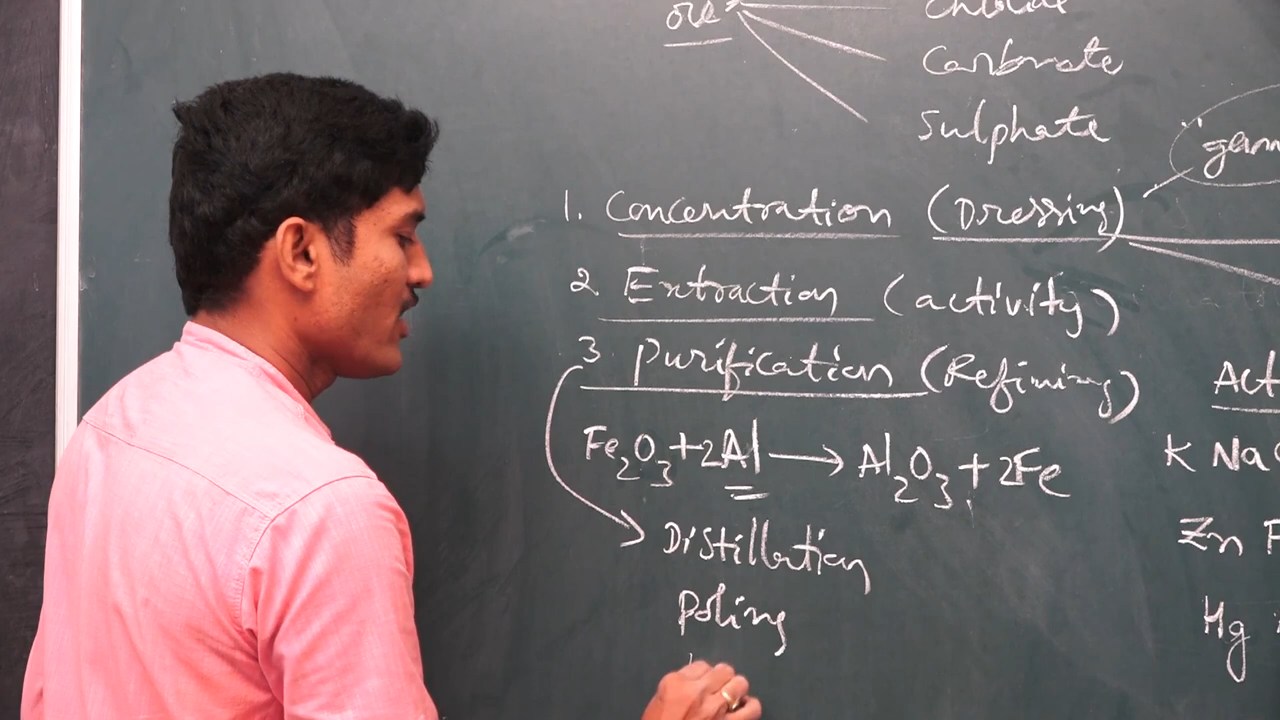 ore
Chloride
Carbonate
Sulphate
1. Concentration (Dressing)
2. Extraction (activity)
3. Purification (Refining)
Fe2O3+2Al → Al2O3+2Fe
Distillation
Poling
K Na
Zn
Hg